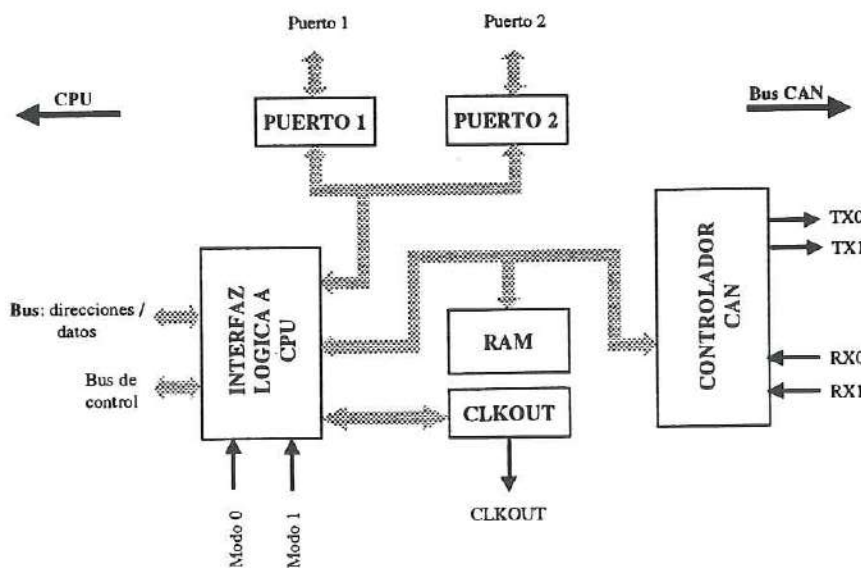 Puerto 1
Puerto 2
CPU
Bus CAN
PUERTO 1
PUERTO 2
TX0
TX1
Bus: direcciones /
datos
INTERFAZ
LOGICA A
CPU
RAM
CONTROLADOR
CAN
RX0
RX1
Bus de
control
CLKOUT
CLKOUT
Modo 0
Modo 1